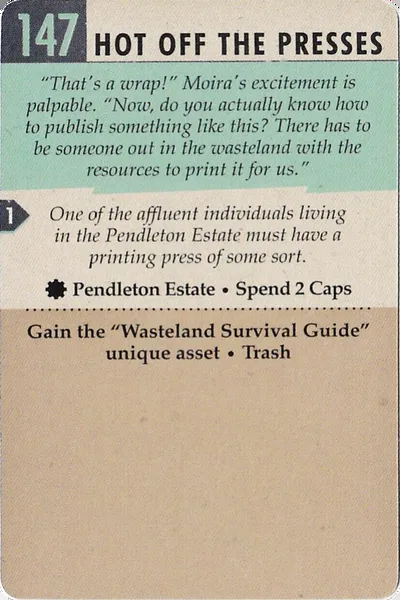 147 HOT OFF THE PRESSES
“That’s a wrap!” Moira’s excitement is
palpable. “Now, do you actually know how
to publish something like this? There has to
be someone out in the wasteland with the
resources to print it for us.”
1 One of the affluent individuals living
in the Pendleton Estate must have a
printing press of some sort.
Pendleton Estate • Spend 2 Caps
Gain the “Wasteland Survival Guide”
unique asset • Trash